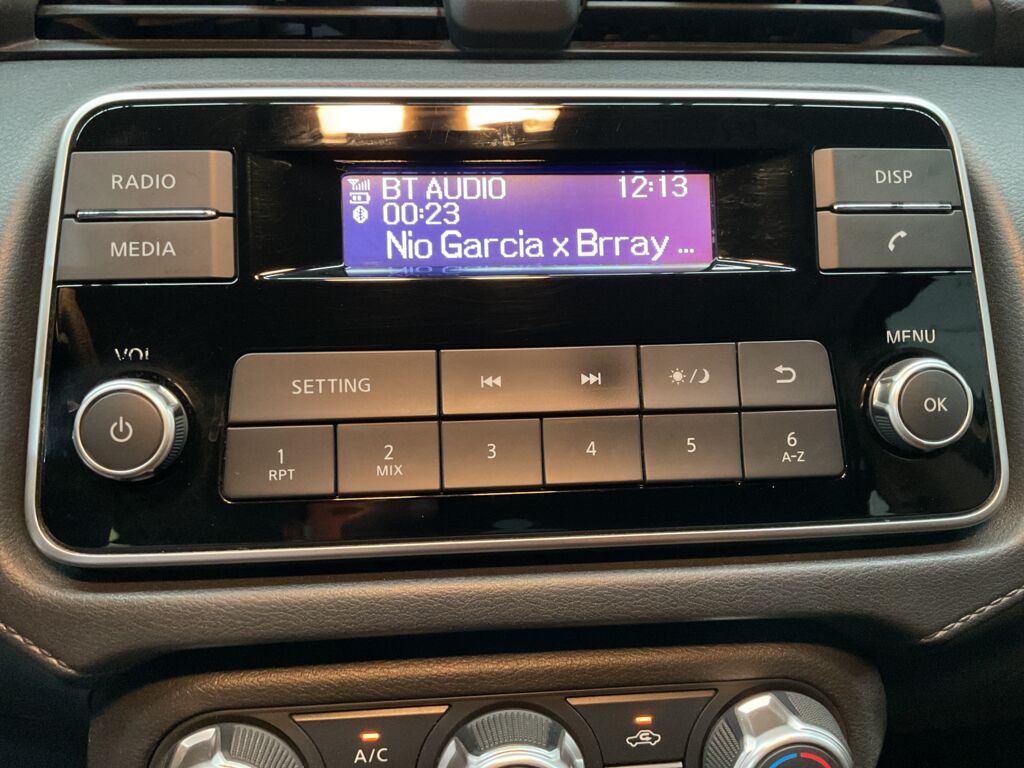 RADIO
MEDIA
BT AUDIO 12:13
00:23
Nio Garcia x Brray ...
DISP
VOL
MENU
OK
SETTING
1
RPT
2
MIX
3
4
5
6
A-Z
A/C